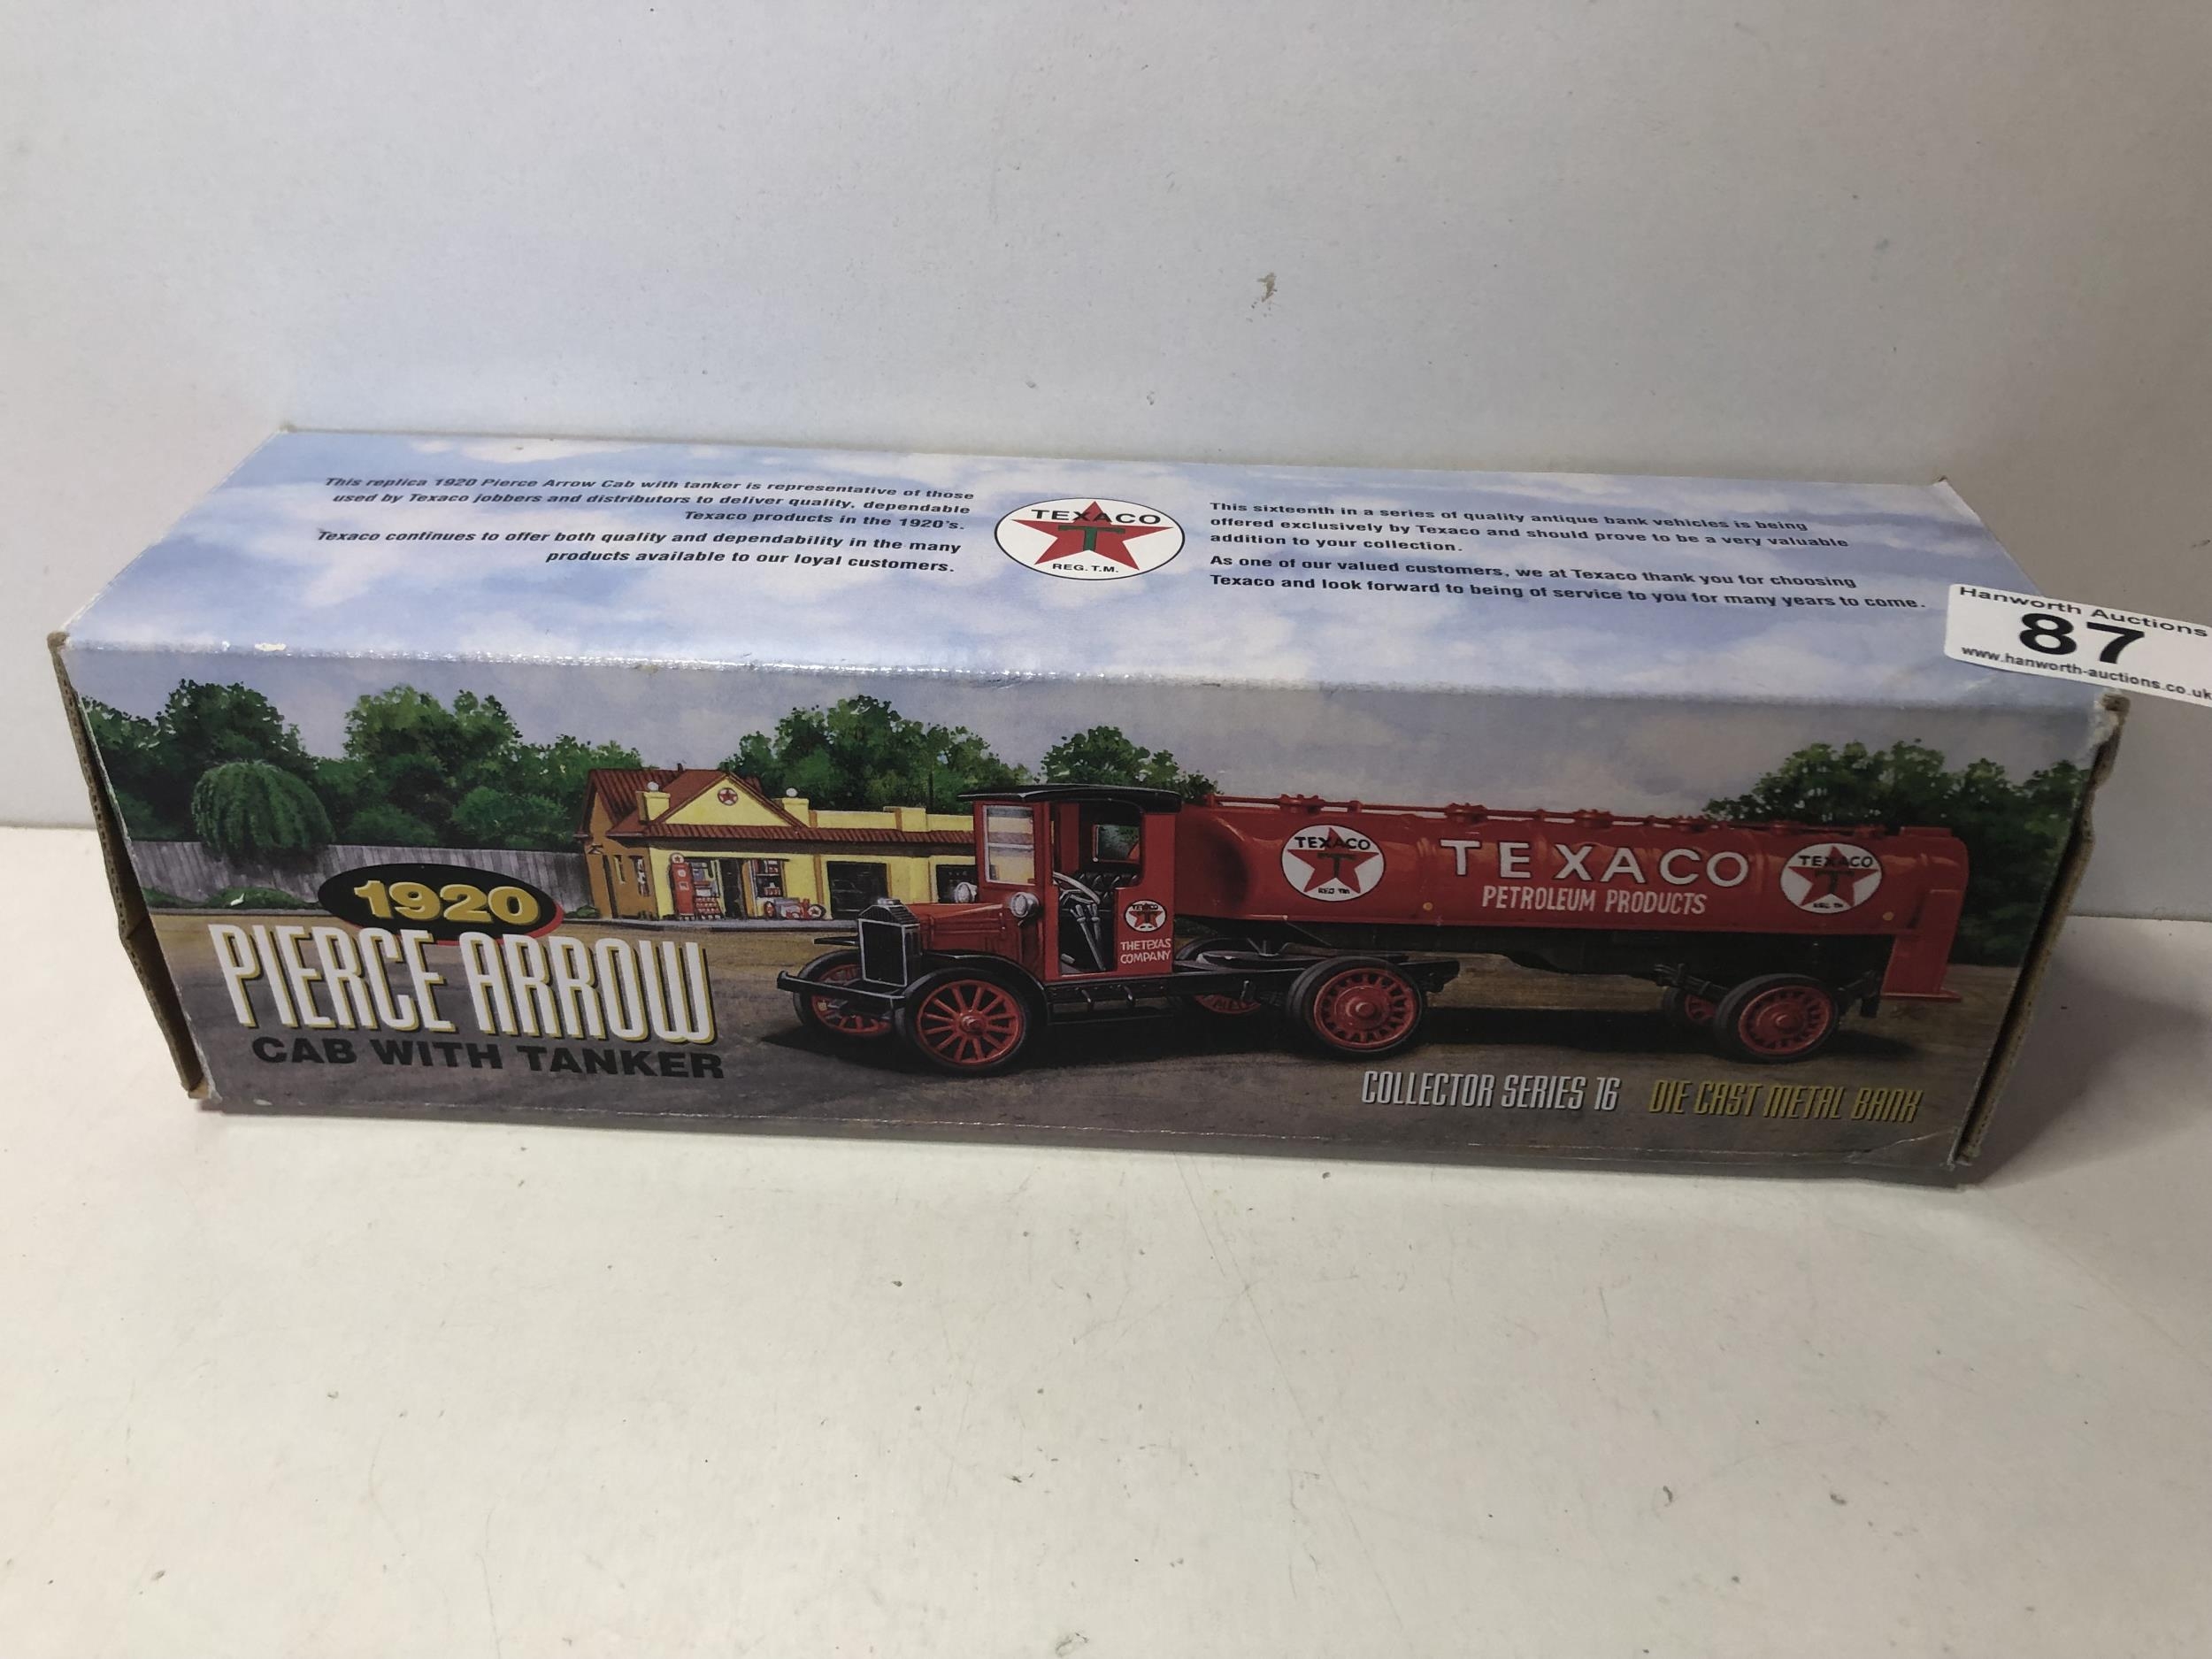 This replica 1920 Pierce Arrow Cab with tanker is representative of those
used by Texaco jobbers and distributors to deliver quality, dependable
Texaco products in the 1920's.
Texaco continues to offer both quality and dependability in the many
products available to our loyal customers.
TEXACO
T
REG. T.M.
This sixteenth in a series of quality antique bank vehicles is being
offered exclusively by Texaco and should prove to be a very valuable
addition to your collection.
As one of our valued customers, we at Texaco thank you for choosing
Texaco and look forward to being of service to you for many years to come.
Hanworth Auctions
87
www.hanworth-auctions.co.uk
1920
PIERCE ARROW
CAB WITH TANKER
TEXACO
THE TEXAS
COMPANY
TEXACO
T
REG. TM
TEXACO
PETROLEUM PRODUCTS
TEXACO
T
REG. T.M.
COLLECTOR SERIES 16
DIE CAST METAL BANK